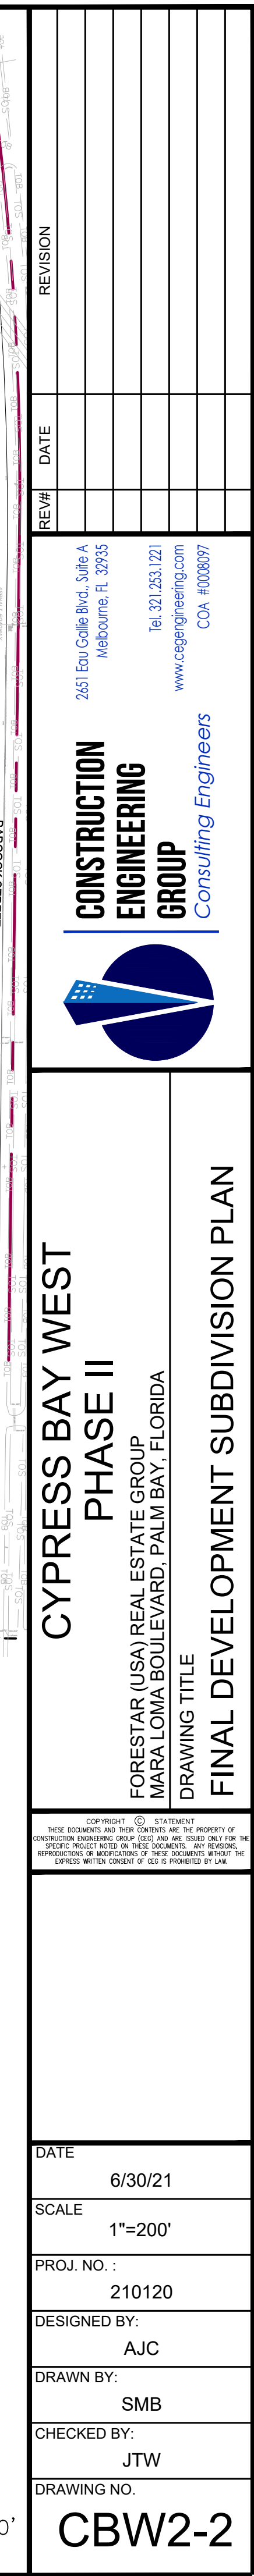 REV#
DATE
REVISION
CONSTRUCTION
ENGINEERING
GROUP
Consulting Engineers
2651 Eau Gallie Blvd., Suite A
Melbourne, FL 32935
Tel. 321.253.1221
www.cegengineering.com
COA #0008097
CYPRESS BAY WEST
PHASE II
FORESTAR (USA) REAL ESTATE GROUP
MARA LOMA BOULEVARD, PALM BAY, FLORIDA
DRAWING TITLE
FINAL DEVELOPMENT SUBDIVISION PLAN
COPYRIGHT © STATEMENT
THESE DOCUMENTS AND THEIR CONTENTS ARE THE PROPERTY OF
CONSTRUCTION ENGINEERING GROUP (CEG) AND ARE ISSUED ONLY FOR THE
SPECIFIC PROJECT NOTED ON THESE DOCUMENTS. ANY REVISIONS,
REPRODUCTIONS OR MODIFICATIONS OF THESE DOCUMENTS WITHOUT THE
EXPRESS WRITTEN CONSENT OF CEG IS PROHIBITED BY LAW.
DATE
6/30/21
SCALE
1"=200'
PROJ. NO. :
210120
DESIGNED BY:
AJC
DRAWN BY:
SMB
CHECKED BY:
JTW
DRAWING NO.
CBW2-2
0'